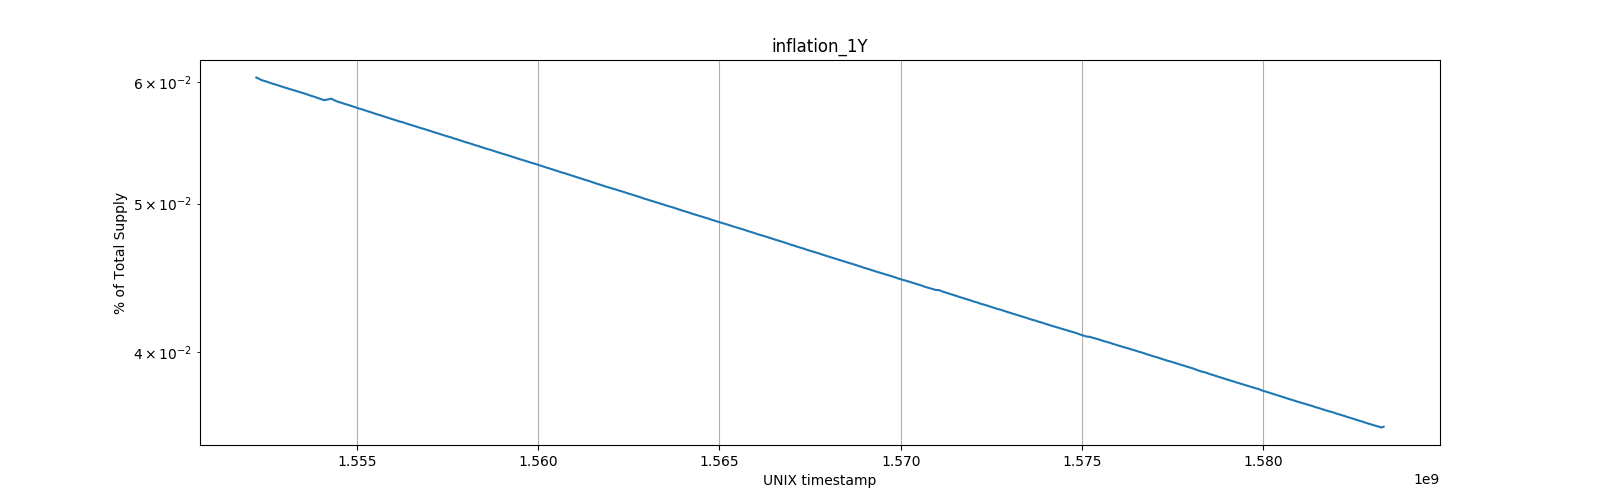 inflation_1Y
6 × 10⁻²
5 × 10⁻²
4 × 10⁻²
% of Total Supply
1.555 1.560 1.565 1.570 1.575 1.580
1e9
UNIX timestamp